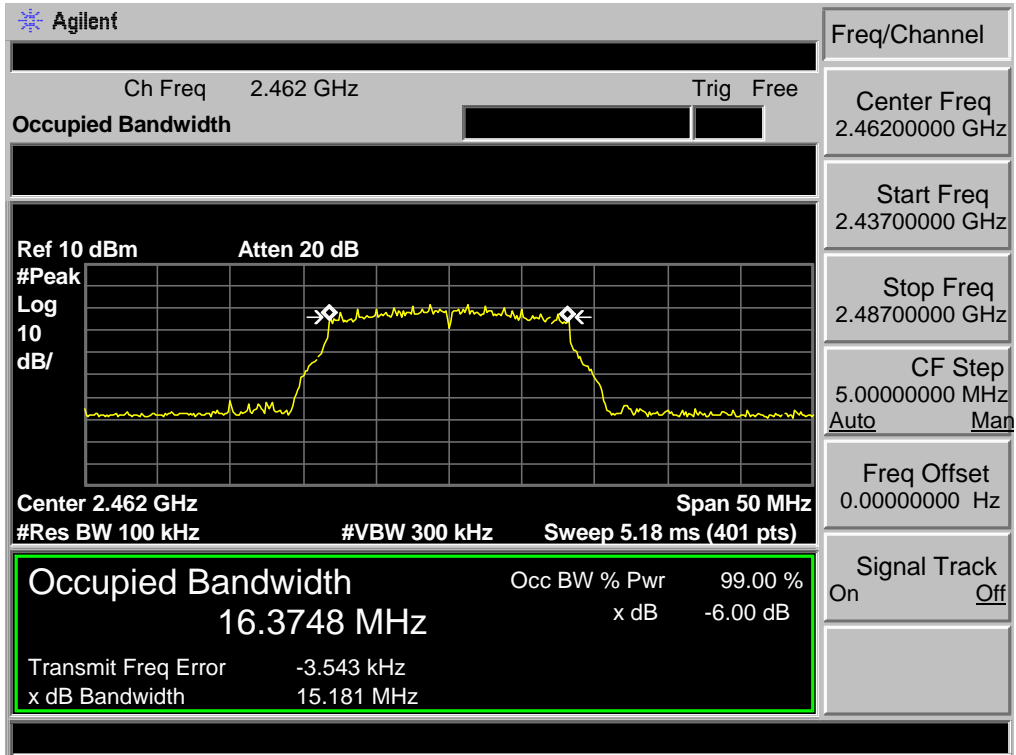 Agilent
Freq/Channel
Ch Freq 2.462 GHz Trig Free
Occupied Bandwidth
Center Freq
2.46200000 GHz
Start Freq
2.43700000 GHz
Stop Freq
2.48700000 GHz
CF Step
5.00000000 MHz
Auto Man
Freq Offset
0.00000000 Hz
Signal Track
On Off
Ref 10 dBm Atten 20 dB
#Peak
Log
10
dB/
Center 2.462 GHz Span 50 MHz
#Res BW 100 kHz #VBW 300 kHz Sweep 5.18 ms (401 pts)
Occupied Bandwidth Occ BW % Pwr 99.00 %
16.3748 MHz x dB -6.00 dB
Transmit Freq Error -3.543 kHz
x dB Bandwidth 15.181 MHz